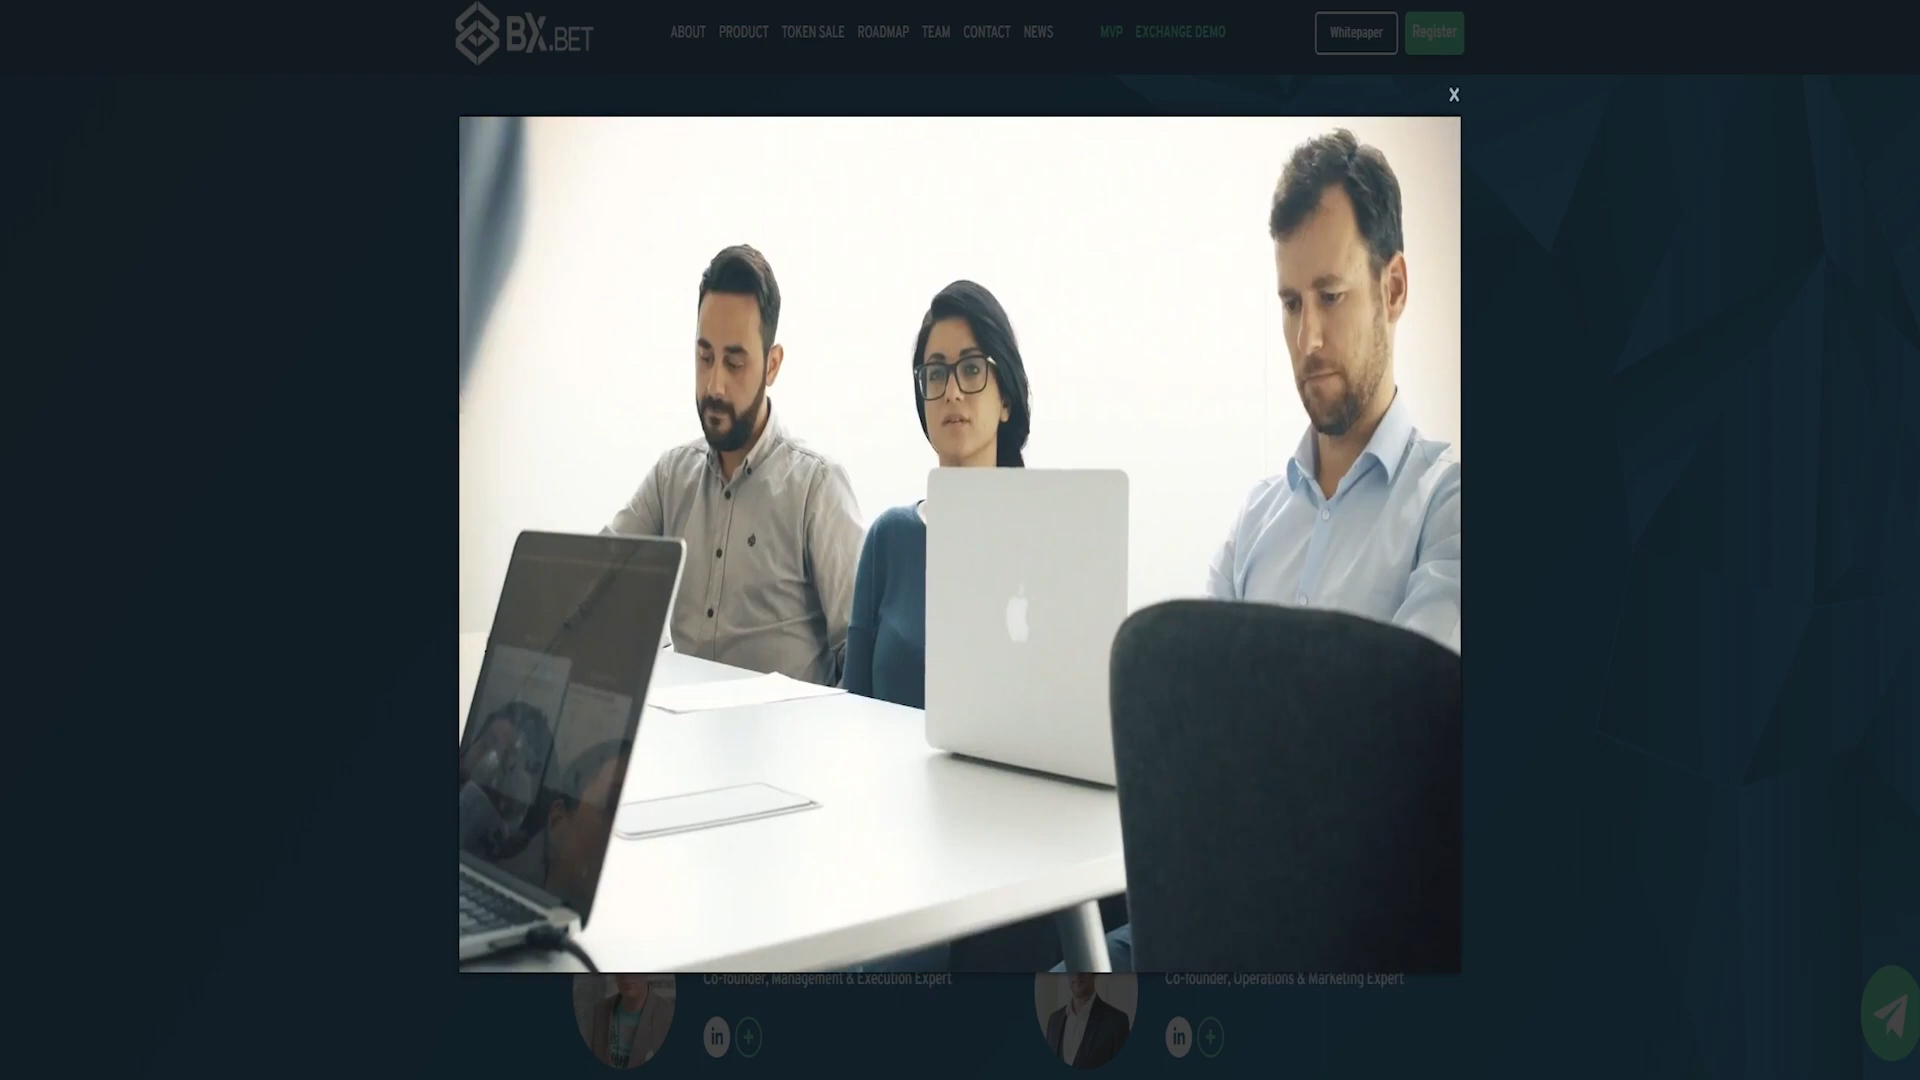 BX.BET
ABOUT PRODUCT TOKEN SALE ROADMAP TEAM CONTACT NEWS MVP EXCHANGE DEMO Whitepaper Register
X
Co-founder, Management & Execution Expert
Co-founder, Operations & Marketing Expert
in +
in +